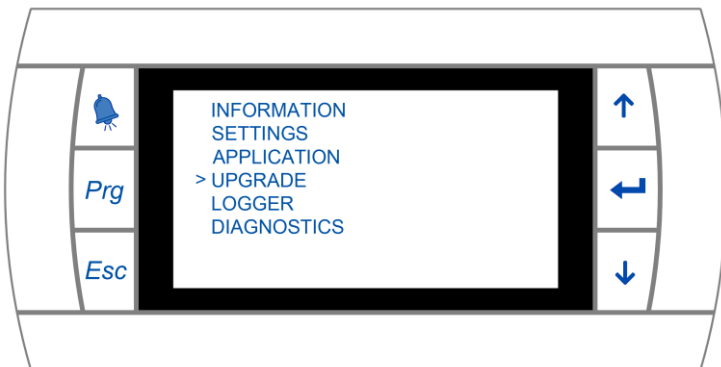 INFORMATION
SETTINGS
APPLICATION
> UPGRADE
LOGGER
DIAGNOSTICS
Prg
Esc